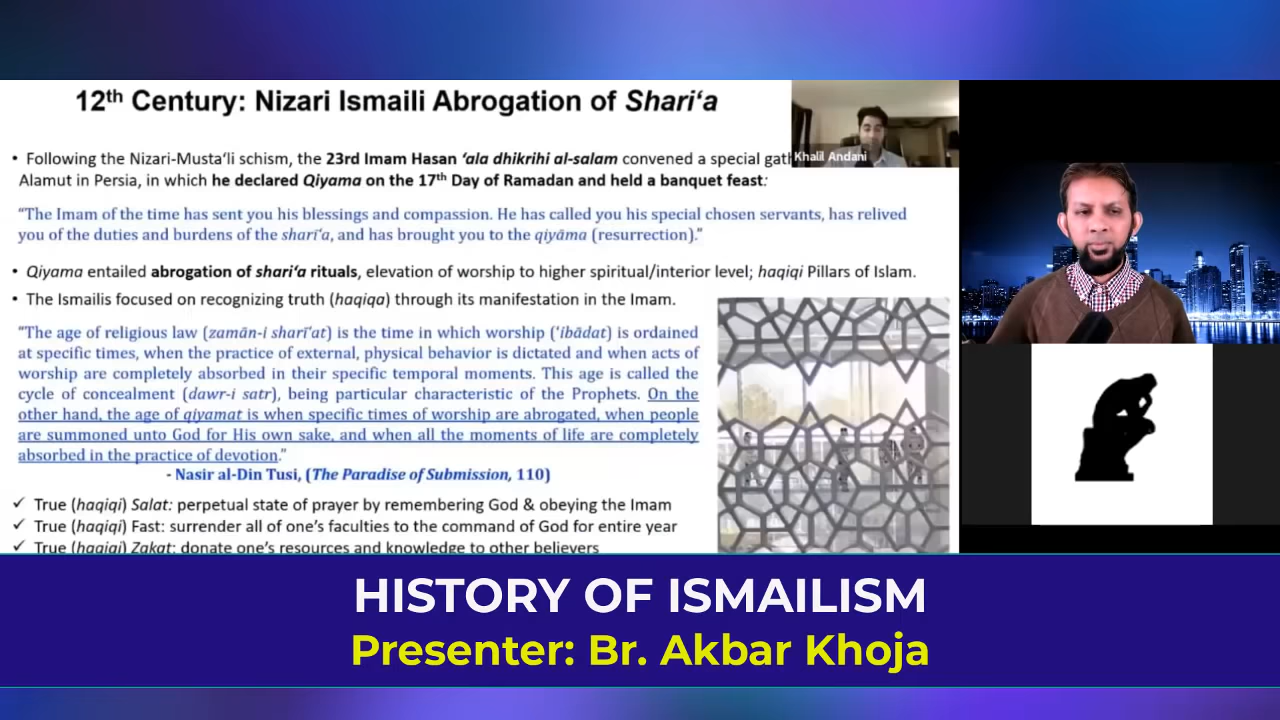 12th Century: Nizari Ismaili Abrogation of Shari‘a
• Following the Nizari-Musta‘li schism, the 23rd Imam Hasan ‘ala dhikrihi al-salam convened a special
Alamut in Persia, in which he declared Qiyama on the 17th Day of Ramadan and held a banquet feast:
Khalil Andani
“The Imam of the time has sent you his blessings and compassion. He has called you his special chosen servants, has relived
you of the duties and burdens of the sharī‘a, and has brought you to the qiyāma (resurrection).”
• Qiyama entailed abrogation of shari‘a rituals, elevation of worship to higher spiritual/interior level; haqiqi Pillars of Islam.
• The Ismailis focused on recognizing truth (haqiqa) through its manifestation in the Imam.
“The age of religious law (zamān-i sharī‘at) is the time in which worship (‘ibādat) is ordained
at specific times, when the practice of external, physical behavior is dictated and when acts of
worship are completely absorbed in their specific temporal moments. This age is called the
cycle of concealment (dawr-i satr), being particular characteristic of the Prophets. On the
other hand, the age of qiyamat is when specific times of worship are abrogated, when people
are summoned unto God for His own sake, and when all the moments of life are completely
absorbed in the practice of devotion.”
- Nasir al-Din Tusi, (The Paradise of Submission, 110)
✓ True (haqiqi) Salat: perpetual state of prayer by remembering God & obeying the Imam
✓ True (haqiqi) Fast: surrender all of one’s faculties to the command of God for entire year
✓ True (haqiqi) Zakat: donate one’s resources and knowledge to other believers
HISTORY OF ISMAILISM
Presenter: Br. Akbar Khoja